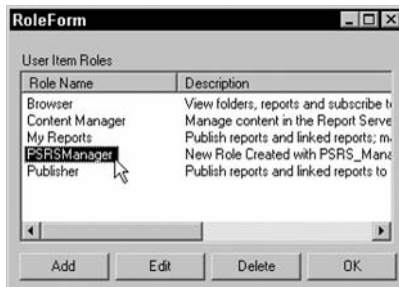 RoleForm
User Item Roles
Role Name Description
Browser View folders, reports and subscribe t
Content Manager Manage content in the Report Serve
My Reports Publish reports and linked reports; m
PSRSManager New Role Created with PSRS_Mana
Publisher Publish reports and linked reports to
Add Edit Delete OK